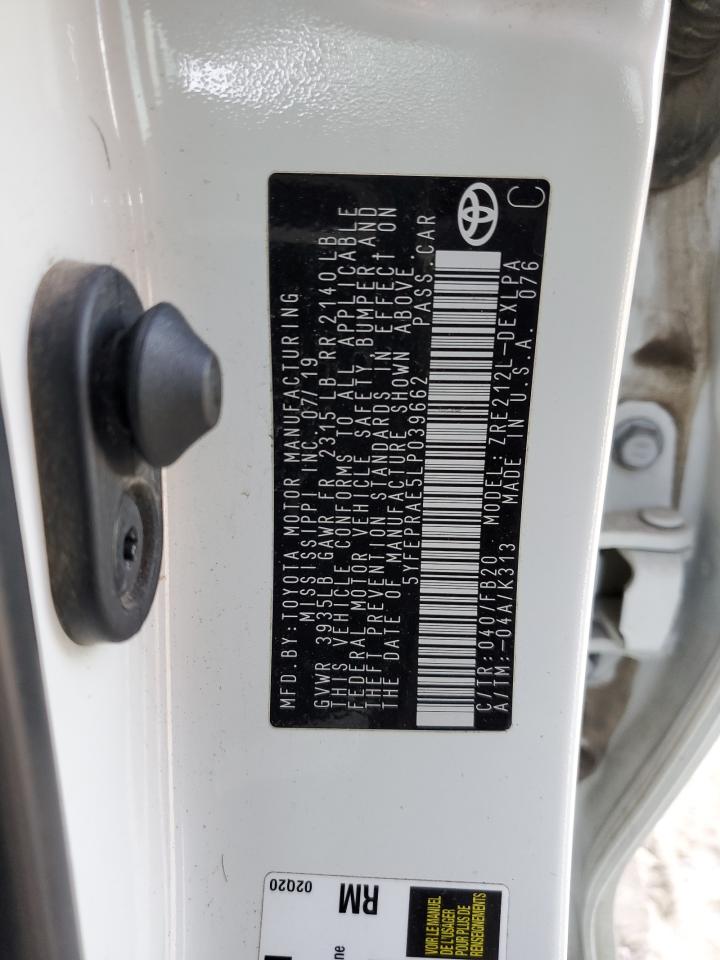 MFD.BY:TOYOTA MOTOR MANUFACTURING
MISSISSIPPI INC. 07/19
GVWR 3935LB GAWR FR 2315 LB RR 2140 LB
THIS VEHICLE CONFORMS TO ALL APPLICABLE
FEDERAL MOTOR VEHICLE SAFETY, BUMPER AND
THEFT PREVENTION STANDARDS IN EFFECT ON
THE DATE OF MANUFACTURE SHOWN ABOVE.
5YFEPRAE5LP039662 PASS.CAR
C/TR:040/FB20 MODEL:ZRE212L-DEXLPA
A/TM:-04A/K313 MADE IN U.S.A. 076
C
02Q20
RM
VOIR LE MANUEL
DE L'USAGER
POUR PLUS DE
RENSEIGNEMENTS